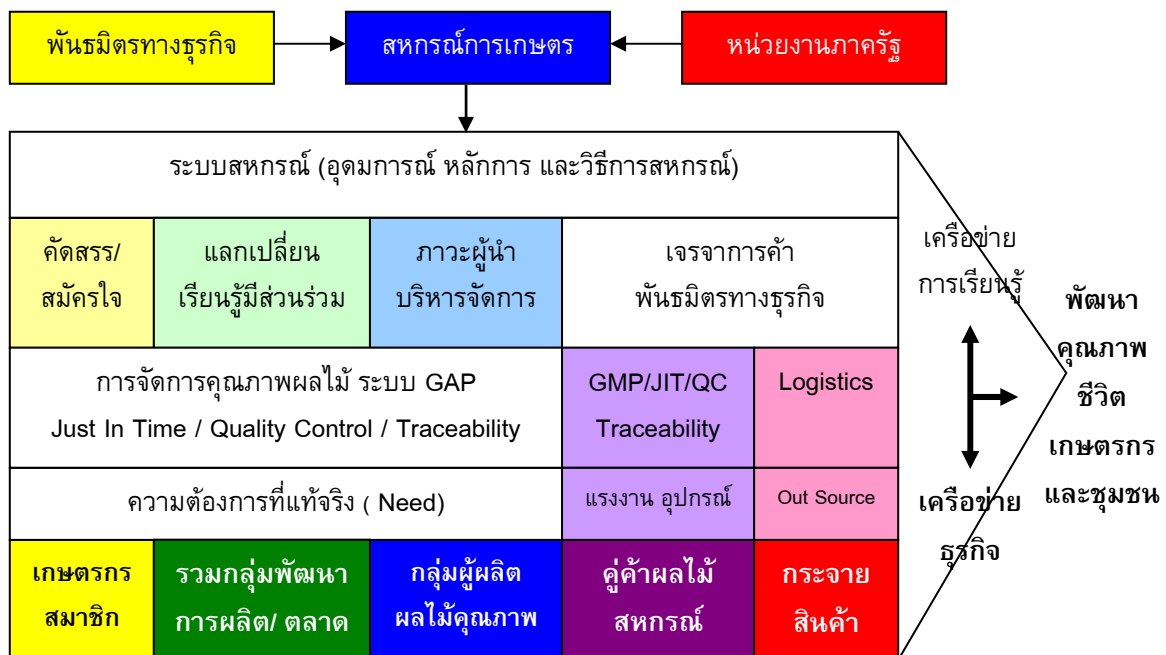 พันธมิตรทางธุรกิจ
สหกรณ์การเกษตร
หน่วยงานภาครัฐ
ระบบสหกรณ์ (อุดมการณ์ หลักการ และวิธีการสหกรณ์)
คัดสรร/
สมัครใจ
แลกเปลี่ยน
เรียนรู้มีส่วนร่วม
ภาวะผู้นำ
บริหารจัดการ
เจรจาการค้า
พันธมิตรทางธุรกิจ
เครือข่าย
การเรียนรู้
การจัดการคุณภาพผลไม้ ระบบ GAP
Just In Time / Quality Control / Traceability
GMP/JIT/QC
Traceability
Logistics
พัฒนา
คุณภาพ
ชีวิต
เกษตรกร
และชุมชน
ความต้องการที่แท้จริง ( Need)
แรงงาน อุปกรณ์
Out Source
เครือข่าย
ธุรกิจ
เกษตรกร
สมาชิก
รวมกลุ่มพัฒนา
การผลิต/ ตลาด
กลุ่มผู้ผลิต
ผลไม้คุณภาพ
คู่ค้าผลไม้
สหกรณ์
กระจาย
สินค้า